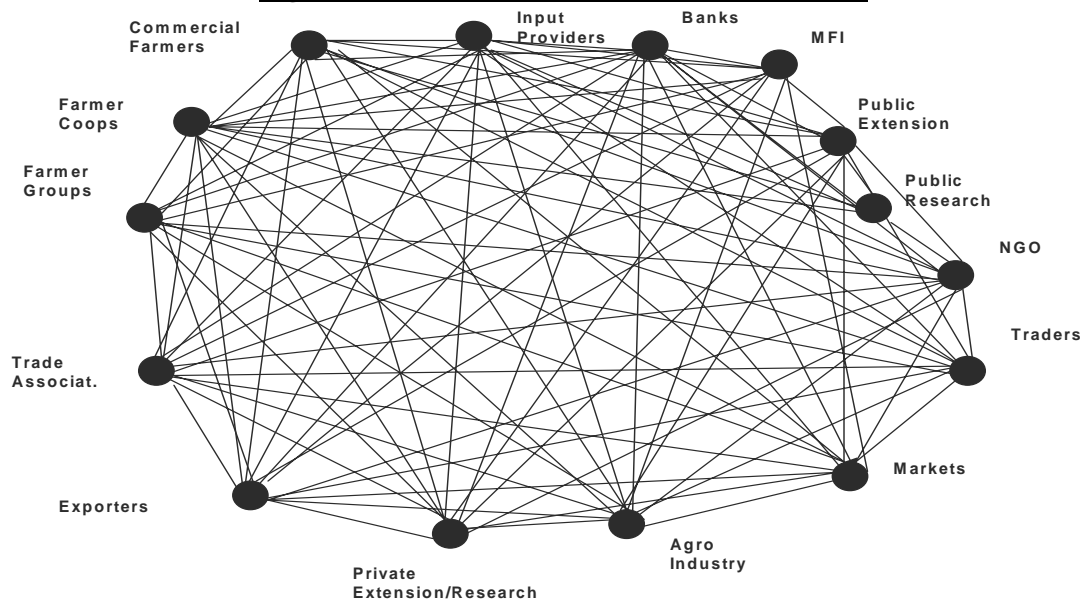 Commercial
Farmers
Input
Providers
Banks
MFI
Farmer
Coops
Public
Extension
Farmer
Groups
Public
Research
NGO
Traders
Trade
Associat.
Markets
Exporters
Agro
Industry
Private
Extension/Research